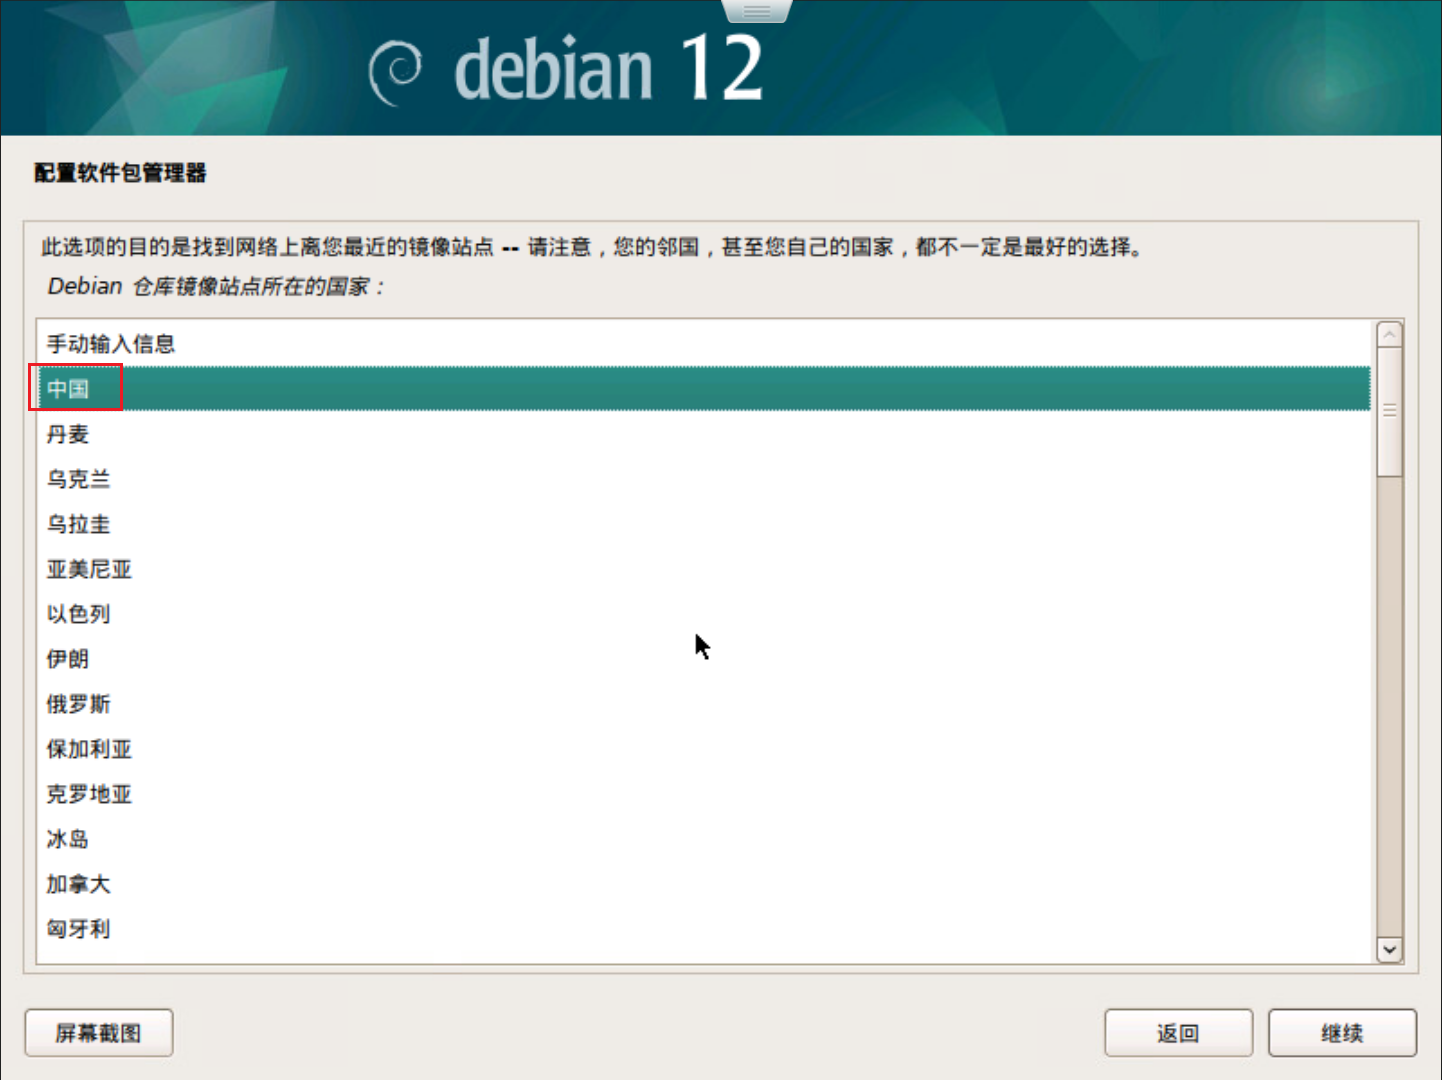 debian 12
配置软件包管理器
此选项的目的是找到网络上离您最近的镜像站点 -- 请注意，您的邻国，甚至您自己的国家，都不一定是最好的选择。
Debian 仓库镜像站点所在的国家：
手动输入信息
中国
丹麦
乌克兰
乌拉圭
亚美尼亚
以色列
伊朗
俄罗斯
保加利亚
克罗地亚
冰岛
加拿大
匈牙利
屏幕截图
返回
继续